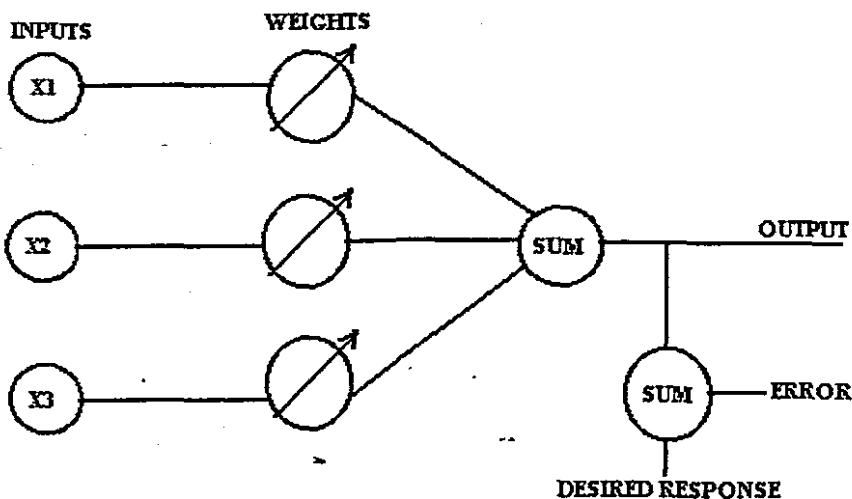 INPUTS
WEIGHTS
X1
X2
SUM
OUTPUT
X3
SUM
ERROR
DESIRED RESPONSE